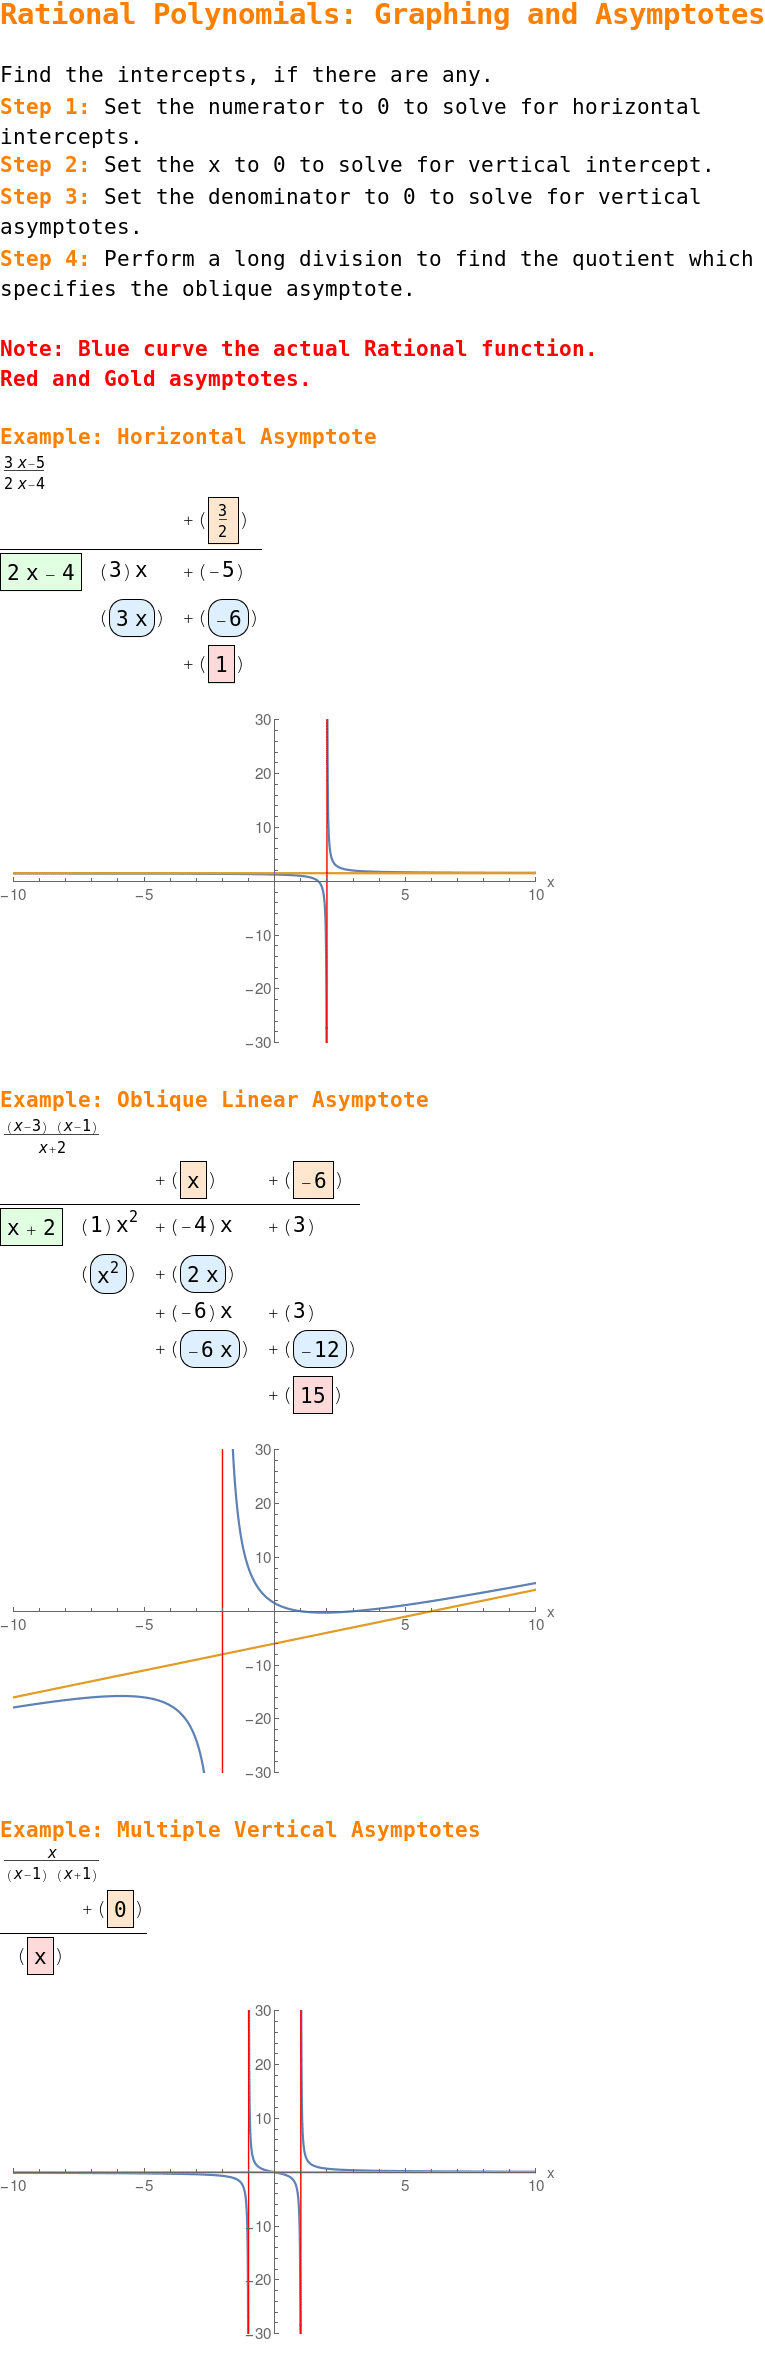 Rational Polynomials: Graphing and Asymptotes
Find the intercepts, if there are any.
Step 1: Set the numerator to 0 to solve for horizontal
intercepts.
Step 2: Set the x to 0 to solve for vertical intercept.
Step 3: Set the denominator to 0 to solve for vertical
asymptotes.
Step 4: Perform a long division to find the quotient which
specifies the oblique asymptote.
Note: Blue curve the actual Rational function.
Red and Gold asymptotes.
Example: Horizontal Asymptote
3 x-5
2 x-4
+ ( 3/2 )
2 x - 4 (3) x + (-5)
(3 x) + (-6)
+ (1)
30
20
10
-10 -5 5 10 x
-10
-20
-30
Example: Oblique Linear Asymptote
(x-3) (x-1)
x+2
+ (x) + (-6)
x + 2 (1) x² + (-4) x + (3)
(x²) + (2 x)
+ (-6) x + (3)
+ (-6 x) + (-12)
+ (15)
30
20
10
-10 -5 5 10 x
-10
-20
-30
Example: Multiple Vertical Asymptotes
x
(x-1) (x+1)
+ (0)
(x)
30
20
10
-10 -5 5 10 x
-10
-20
-30